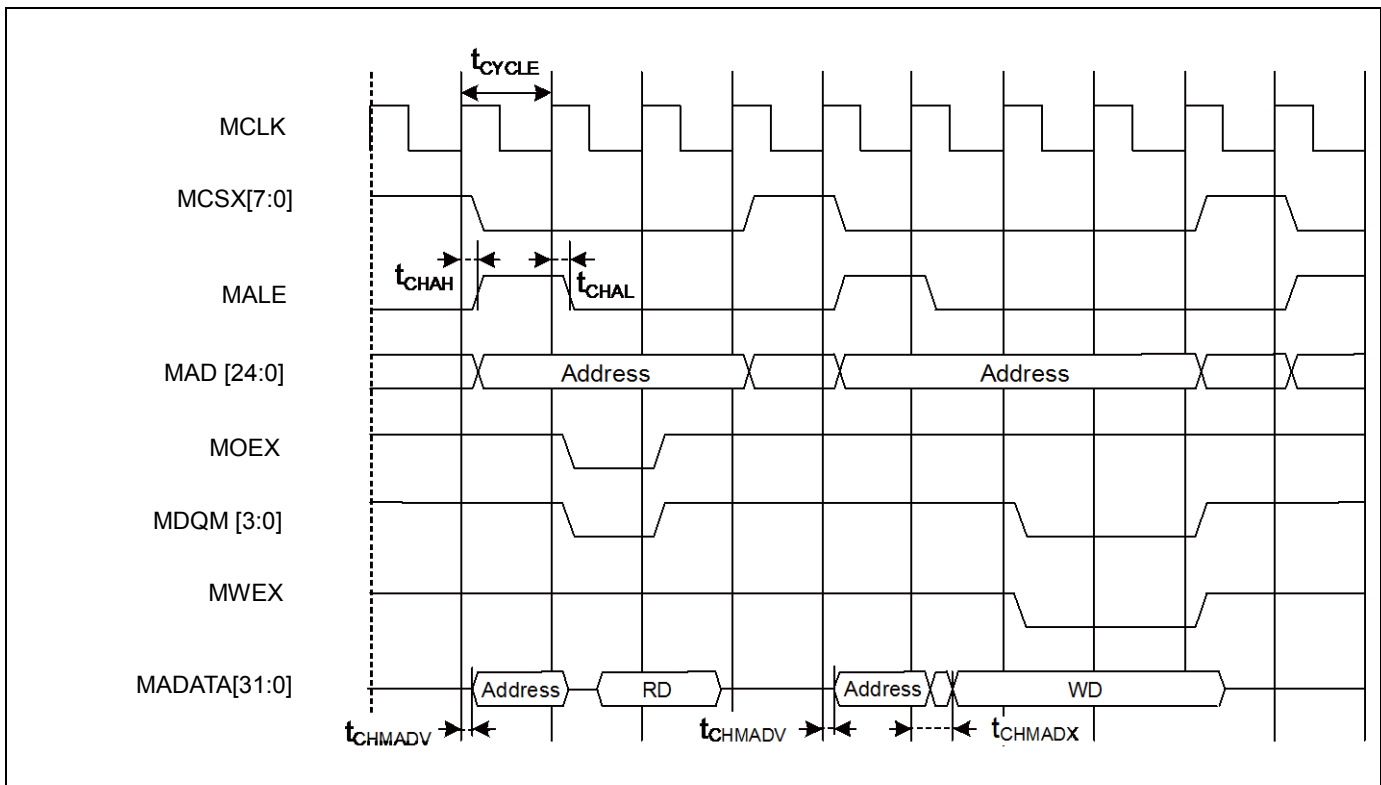 tCYCLE
MCLK
MCSX[7:0]
tCHAH
tCHAL
MALE
MAD [24:0]
Address
Address
MOEX
MDQM [3:0]
MWEX
MADATA[31:0]
Address
RD
Address
WD
tCHMADV
tCHMADV
tCHMADX